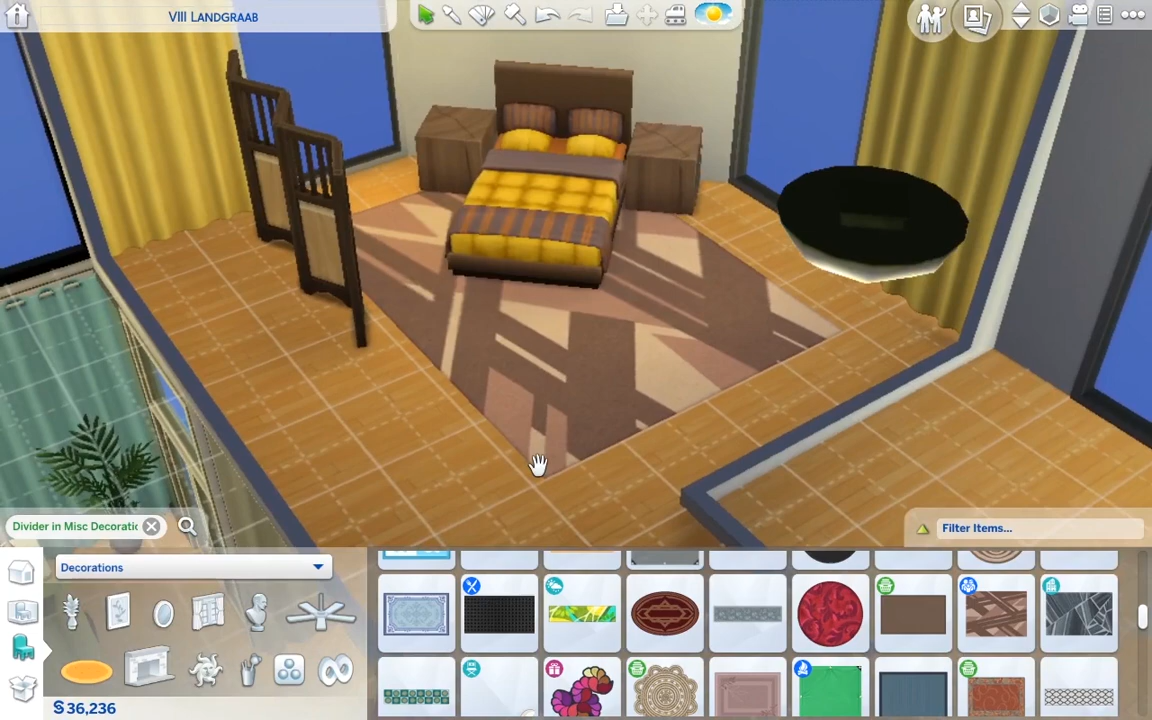 VIII LANDGRAAB
Divider in Misc Decoratic
Filter Items...
Decorations
§36,236